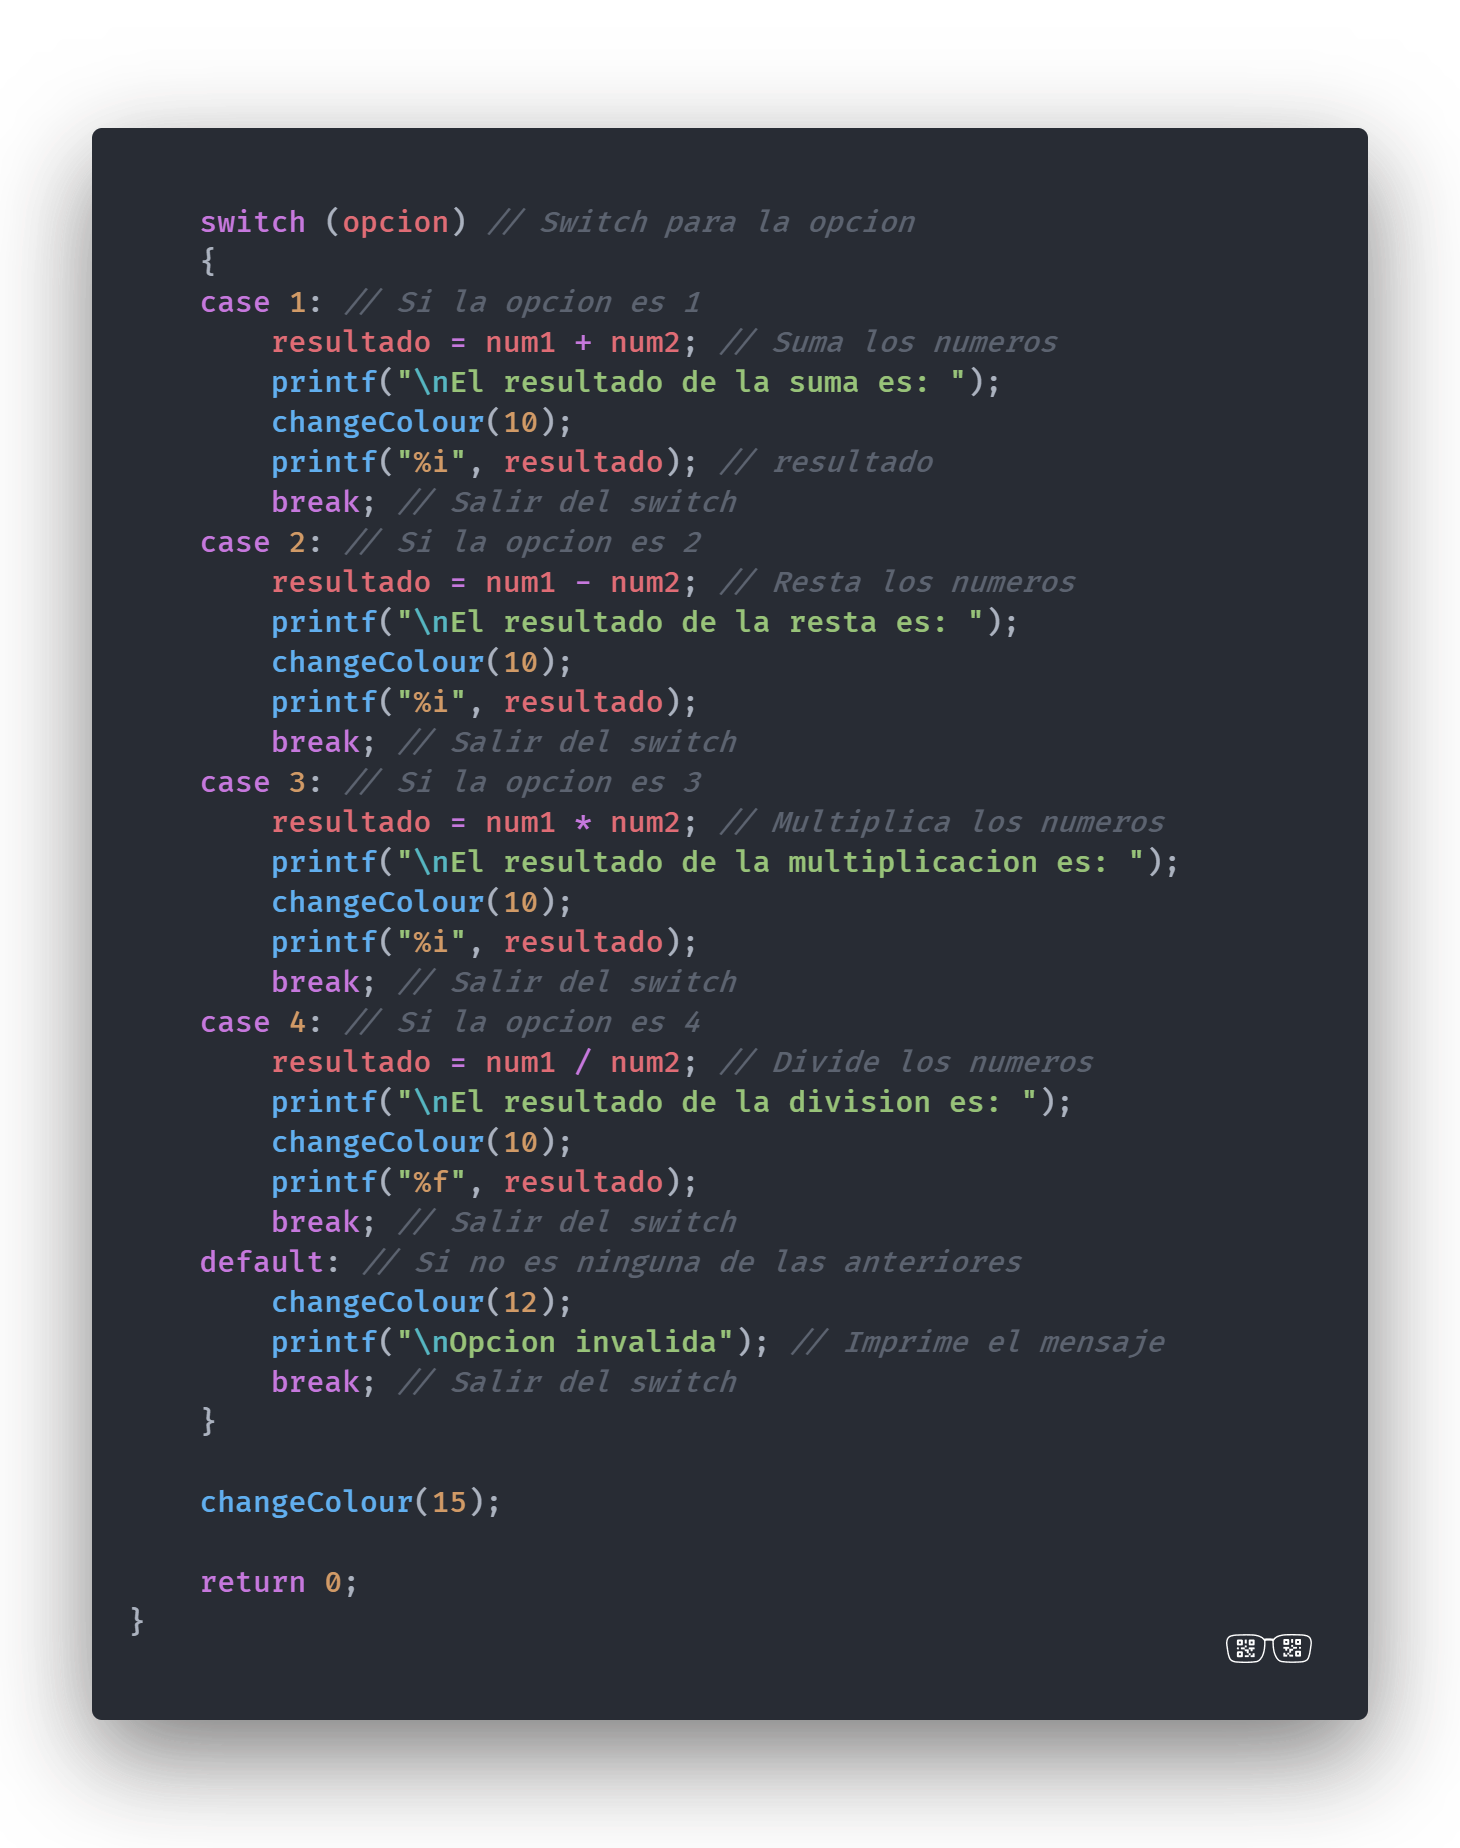 switch (opcion) // Switch para la opcion
{
case 1: // Si la opcion es 1
resultado = num1 + num2; // Suma los numeros
printf("\nEl resultado de la suma es: ");
changeColour(10);
printf("%i", resultado); // resultado
break; // Salir del switch
case 2: // Si la opcion es 2
resultado = num1 - num2; // Resta los numeros
printf("\nEl resultado de la resta es: ");
changeColour(10);
printf("%i", resultado);
break; // Salir del switch
case 3: // Si la opcion es 3
resultado = num1 * num2; // Multiplica los numeros
printf("\nEl resultado de la multiplicacion es: ");
changeColour(10);
printf("%i", resultado);
break; // Salir del switch
case 4: // Si la opcion es 4
resultado = num1 / num2; // Divide los numeros
printf("\nEl resultado de la division es: ");
changeColour(10);
printf("%f", resultado);
break; // Salir del switch
default: // Si no es ninguna de las anteriores
changeColour(12);
printf("\nOpcion invalida"); // Imprime el mensaje
break; // Salir del switch
}
changeColour(15);
return 0;
}